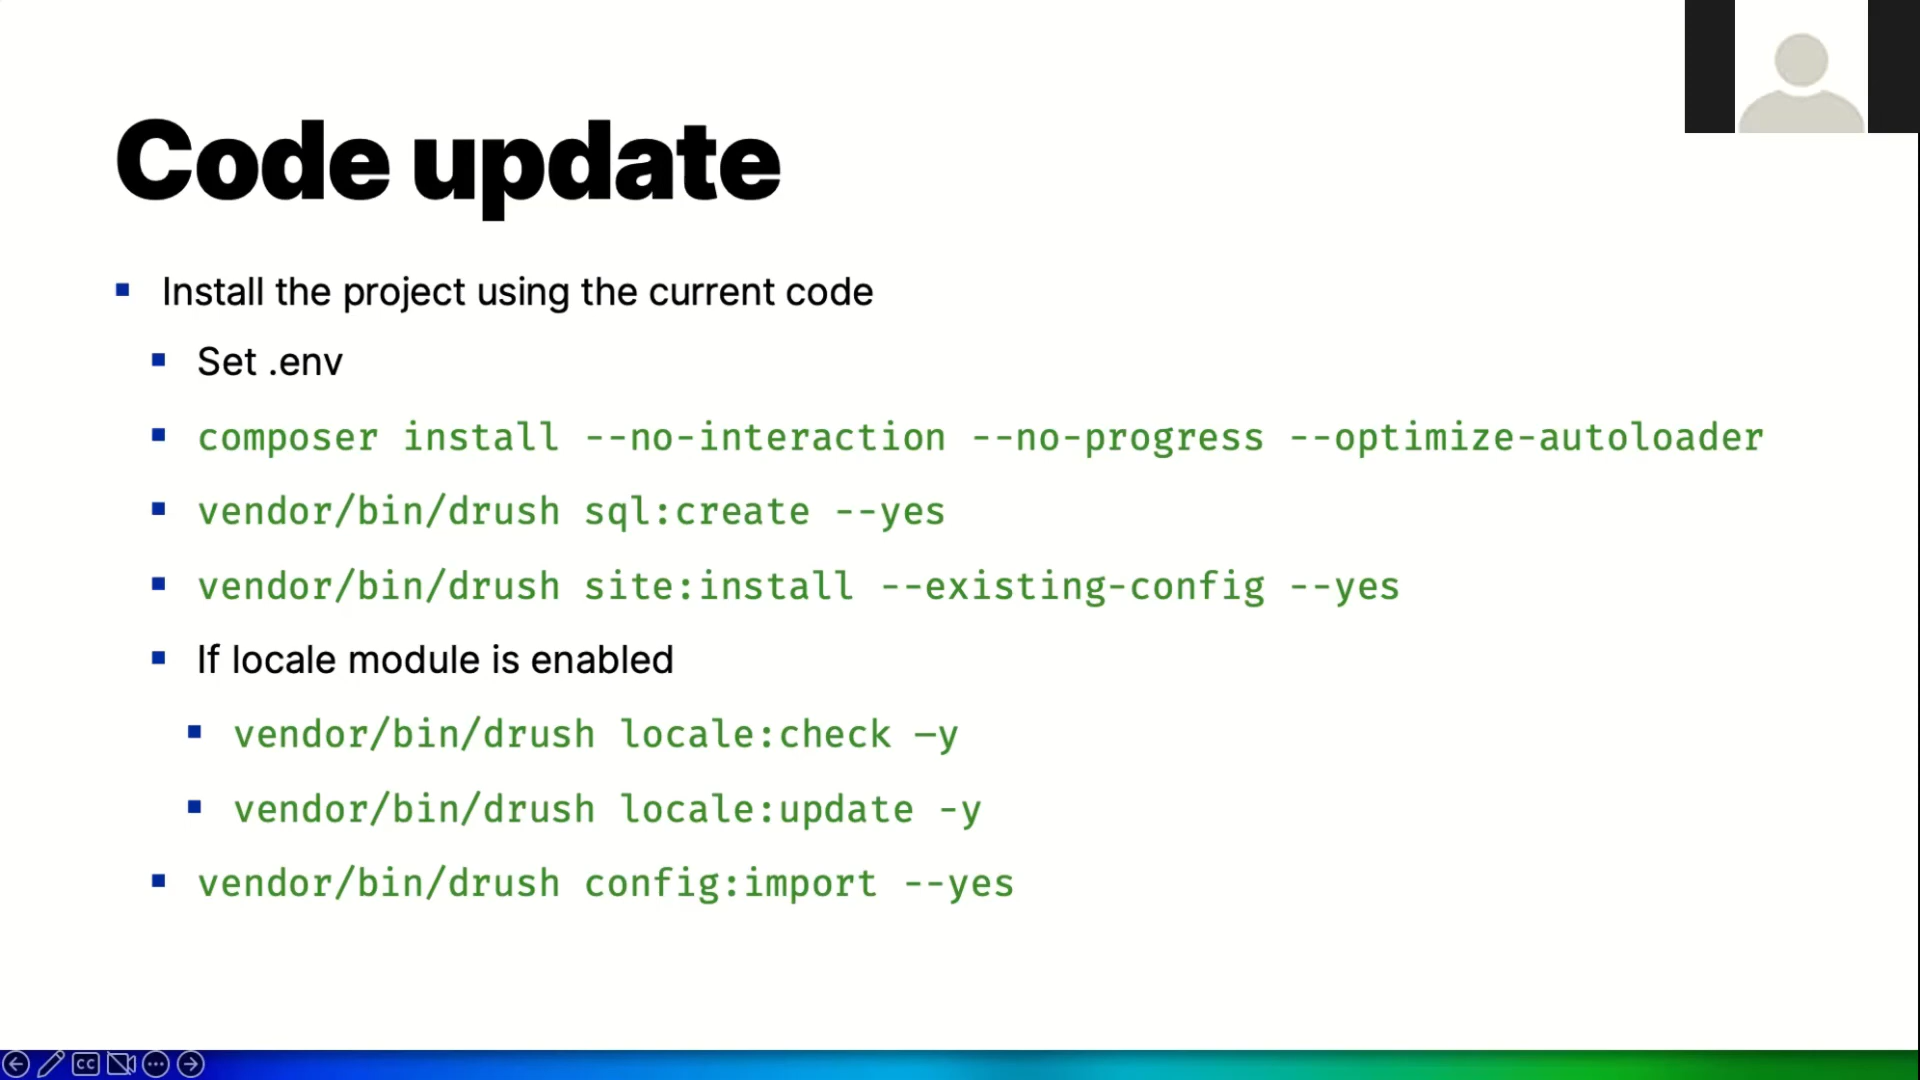 Code update
Install the project using the current code
Set .env
composer install --no-interaction --no-progress --optimize-autoloader
vendor/bin/drush sql:create --yes
vendor/bin/drush site:install --existing-config --yes
If locale module is enabled
vendor/bin/drush locale:check –y
vendor/bin/drush locale:update -y
vendor/bin/drush config:import --yes
CC